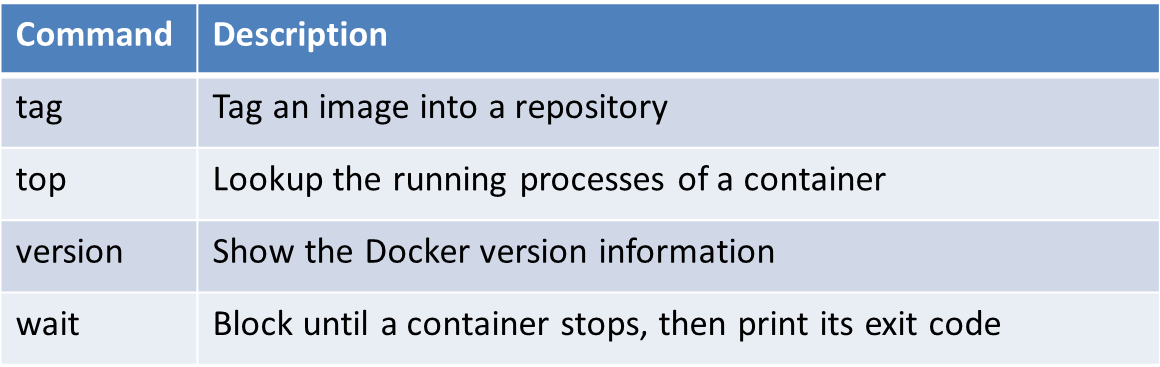 Command Description
tag Tag an image into a repository
top Lookup the running processes of a container
version Show the Docker version information
wait Block until a container stops, then print its exit code